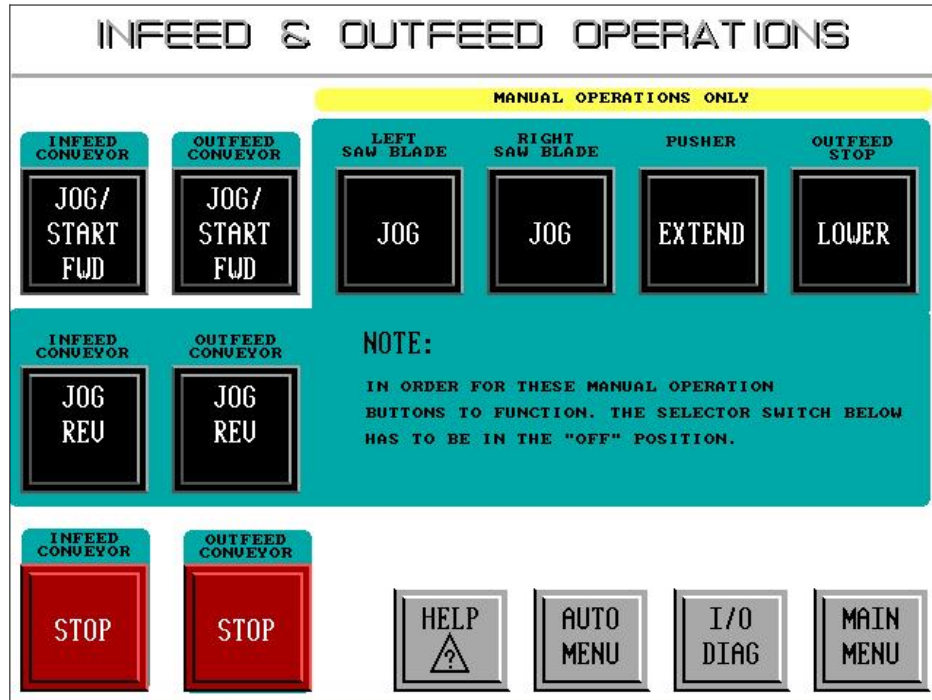 INFEED & OUTFEED OPERATIONS
MANUAL OPERATIONS ONLY
INFEED
CONVEYOR
OUTFEED
CONVEYOR
LEFT
SAW BLADE
RIGHT
SAW BLADE
PUSHER
OUTFEED
STOP
JOG/
START
FWD
JOG/
START
FWD
JOG
JOG
EXTEND
LOWER
INFEED
CONVEYOR
OUTFEED
CONVEYOR
JOG
REV
JOG
REV
NOTE:
IN ORDER FOR THESE MANUAL OPERATION
BUTTONS TO FUNCTION. THE SELECTOR SWITCH BELOW
HAS TO BE IN THE "OFF" POSITION.
INFEED
CONVEYOR
OUTFEED
CONVEYOR
STOP
STOP
HELP
?
AUTO
MENU
I/O
DIAG
MAIN
MENU